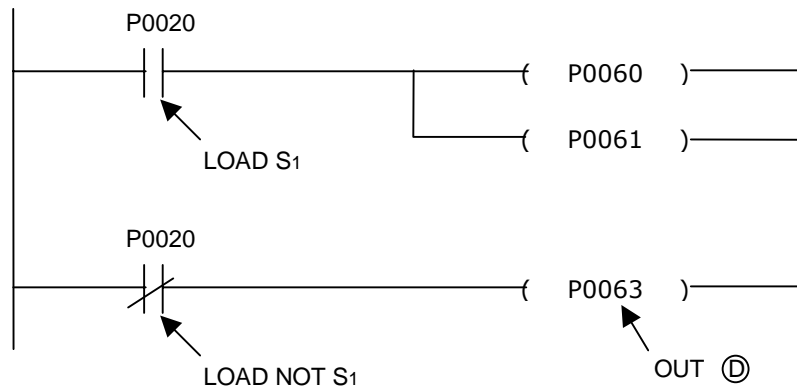 P0020
( P0060 )
( P0061 )
LOAD S1
P0020
( P0063 )
LOAD NOT S1
OUT Ⓓ